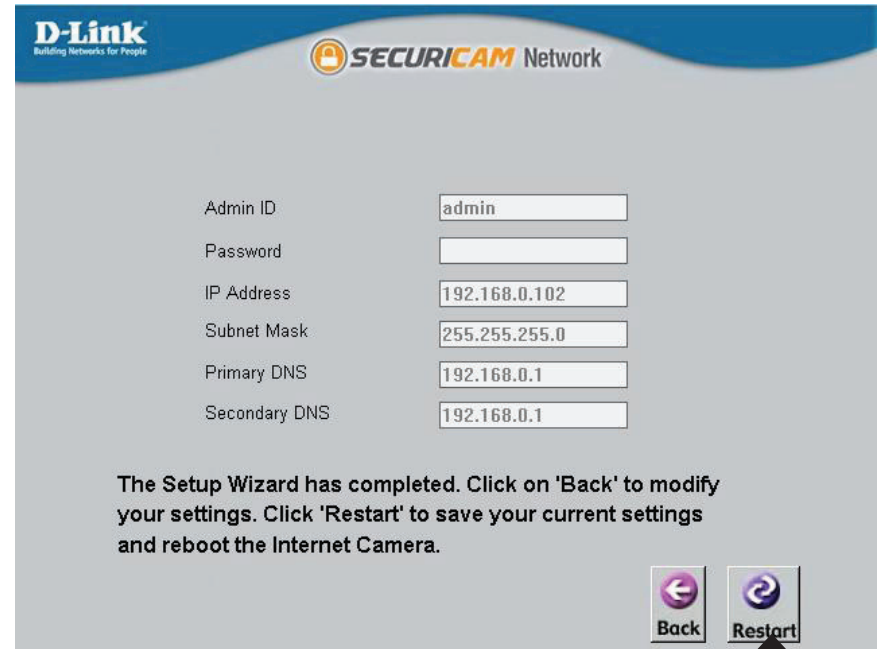 D-Link
Building Networks for People
SECURICAM Network
Admin ID admin
Password
IP Address 192.168.0.102
Subnet Mask 255.255.255.0
Primary DNS 192.168.0.1
Secondary DNS 192.168.0.1
The Setup Wizard has completed. Click on 'Back' to modify
your settings. Click 'Restart' to save your current settings
and reboot the Internet Camera.
Back Restart